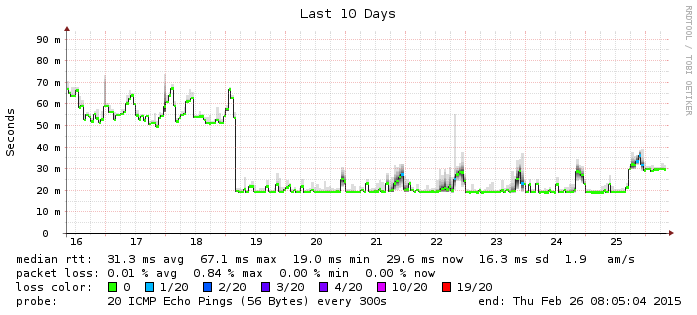 Last 10 Days
RRDTOOL / TOBI OETIKER
Seconds
90 m
80 m
70 m
60 m
50 m
40 m
30 m
20 m
10 m
0
16 17 18 19 20 21 22 23 24 25
median rtt: 31.3 ms avg 67.1 ms max 19.0 ms min 29.6 ms now 16.3 ms sd 1.9 am/s
packet loss: 0.01 % avg 0.84 % max 0.00 % min 0.00 % now
loss color: 0 1/20 2/20 3/20 4/20 10/20 19/20
probe: 20 ICMP Echo Pings (56 Bytes) every 300s end: Thu Feb 26 08:05:04 2015